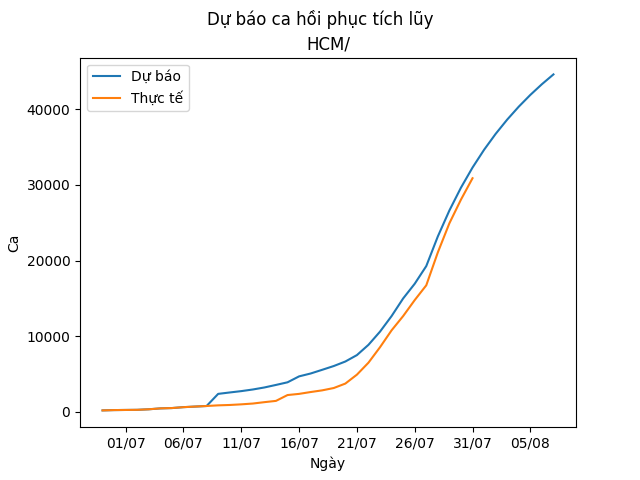 Dự báo ca hồi phục tích lũy
HCM/
Dự báo
Thực tế
40000
30000
20000
10000
0
Ca
01/07 06/07 11/07 16/07 21/07 26/07 31/07 05/08
Ngày